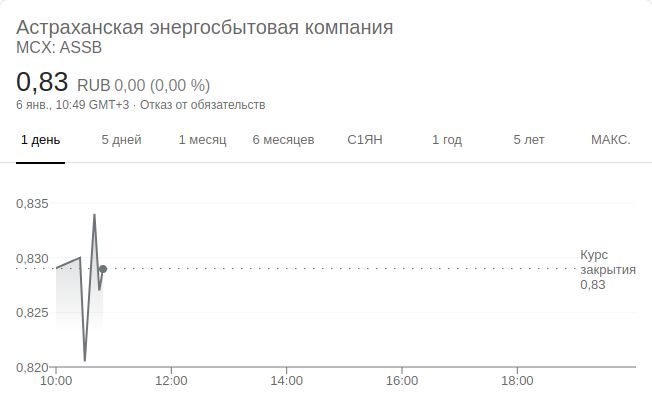 Астраханская энергосбытовая компания
MCX: ASSB
0,83 RUB 0,00 (0,00 %)
6 янв., 10:49 GMT+3 · Отказ от обязательств
1 день 5 дней 1 месяц 6 месяцев С1ЯН 1 год 5 лет МАКС.
0,835
0,830
0,825
0,820
Курс
закрытия
0,83
10:00 12:00 14:00 16:00 18:00